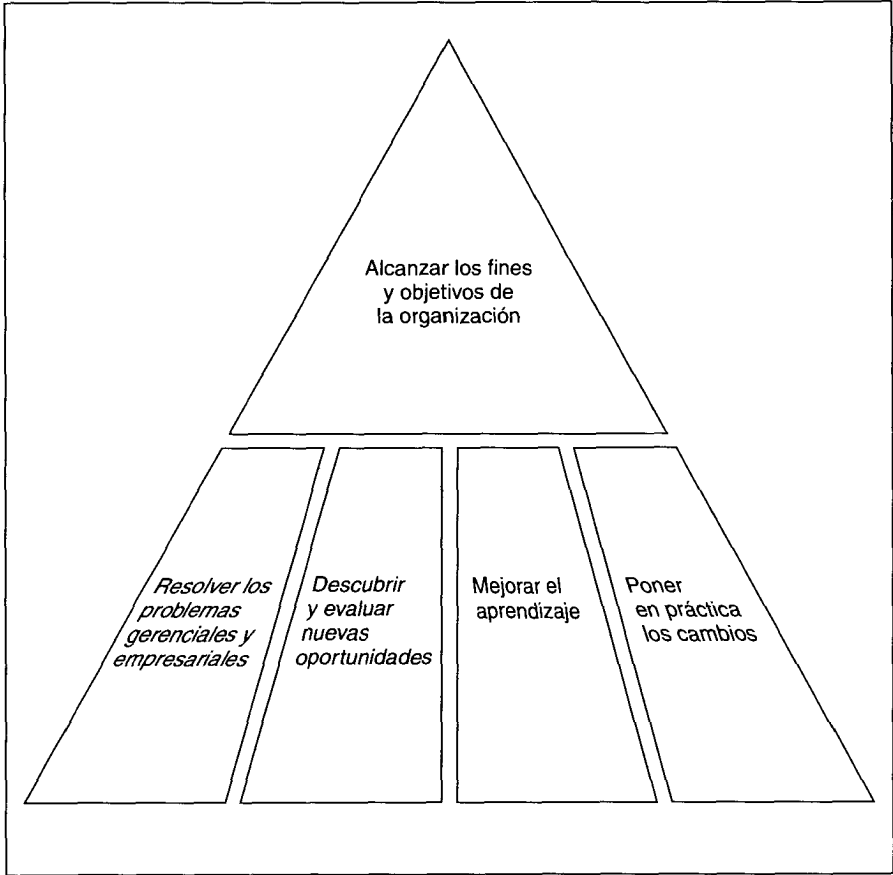 Alcanzar los fines
y objetivos de
la organización
Resolver los
problemas
gerenciales y
empresariales
Descubrir
y evaluar
nuevas
oportunidades
Mejorar el
aprendizaje
Poner
en práctica
los cambios